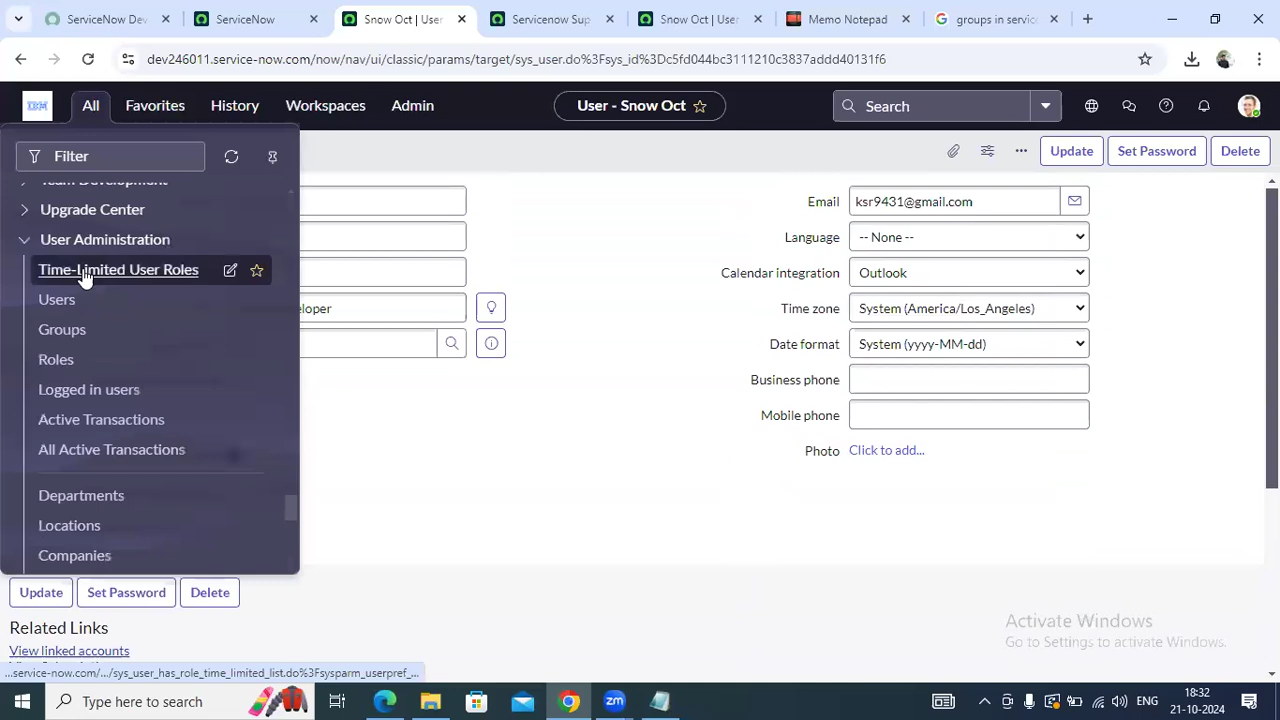 ServiceNow Dev
ServiceNow
Snow Oct | User
Servicenow Sup
Snow Oct | User
Memo Notepad
groups in servic
dev246011.service-now.com/now/nav/ui/classic/params/target/sys_user.do%3Fsys_id%3Dc5fd044bc3111210c3837addd40131f6
IBM
All
Favorites
History
Workspaces
Admin
User - Snow Oct
Search
Filter
Update
Set Password
Delete
Team Development
Upgrade Center
User Administration
Time-Limited User Roles
Users
Groups
Roles
Logged in users
Active Transactions
All Active Transactions
Departments
Locations
Companies
eloper
Email
ksr9431@gmail.com
Language
-- None --
Calendar integration
Outlook
Time zone
System (America/Los_Angeles)
Date format
System (yyyy-MM-dd)
Business phone
Mobile phone
Photo
Click to add...
Update
Set Password
Delete
Related Links
View linked accounts
...service-now.com/.../sys_user_has_role_time_limited_list.do%3Fsysparm_userpref_...
Activate Windows
Go to Settings to activate Windows.
Type here to search
ENG
18:32
21-10-2024